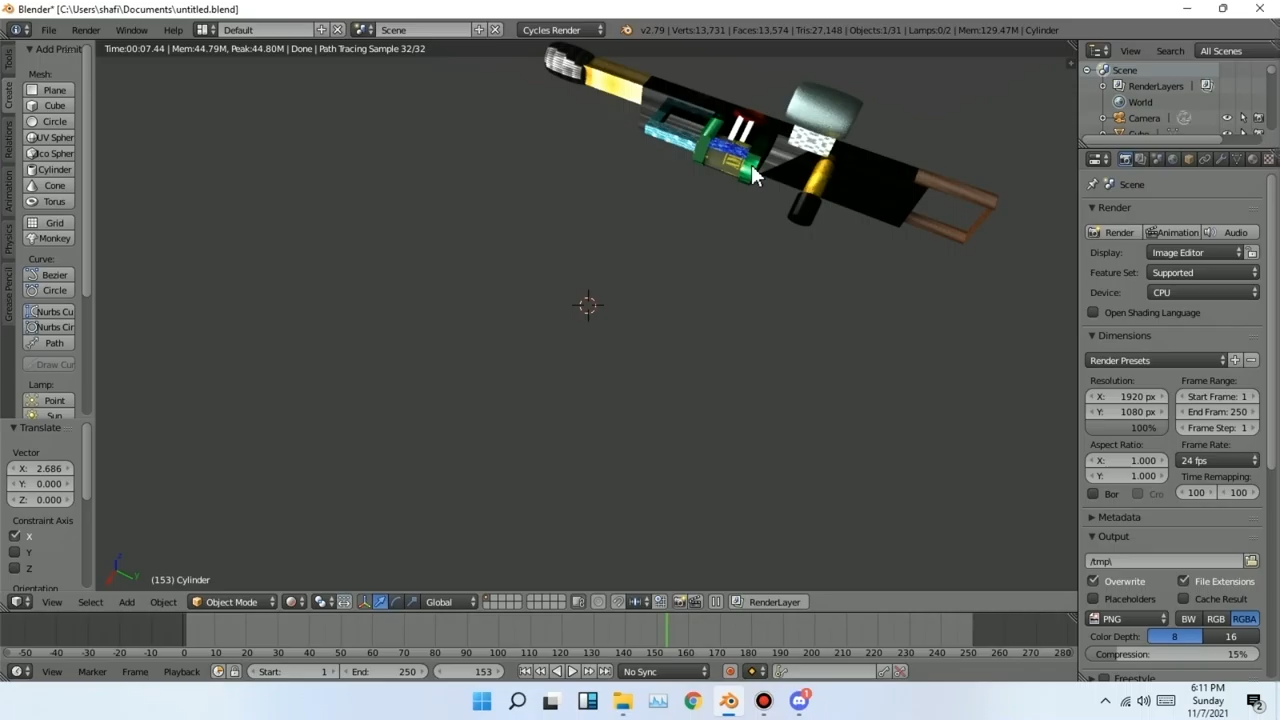 Blender* [C:\Users\shafi\Documents\untitled.blend]
File Render Window Help Default Scene Cycles Render v2.79 | Verts:13,731 | Faces:13,574 | Tris:27,148 | Objects:1/31 | Lamps:0/2 | Mem:129.47M | Cylinder
Time:00:07.44 | Mem:44.79M, Peak:44.80M | Done | Path Tracing Sample 32/32
Tools
Create
Relations
Animation
Physics
Grease Pencil
Add Primit
Mesh:
Plane
Cube
Circle
UV Spher
Ico Spher
Cylinder
Cone
Torus
Grid
Monkey
Curve:
Bezier
Circle
Nurbs Cu
Nurbs Cir
Path
Draw Cur
Lamp:
Point
Sun
Translate
Vector
X: 2.686
Y: 0.000
Z: 0.000
Constraint Axis
X
Y
Z
Orientation
(153) Cylinder
View Select Add Object Object Mode Global RenderLayer
-50 -40 -30 -20 -10 0 10 20 30 40 50 60 70 80 90 100 110 120 130 140 150 160 170 180 190 200 210 220 230 240 250 260 270 280
View Marker Frame Playback Start: 1 End: 250 153 No Sync
View Search All Scenes
Scene
RenderLayers
World
Camera
Scene
Render
Render Animation Audio
Display: Image Editor
Feature Set: Supported
Device: CPU
Open Shading Language
Dimensions
Render Presets
Resolution: Frame Range:
X: 1920 px Start Frame: 1
Y: 1080 px End Fram: 250
100% Frame Step: 1
Aspect Ratio: Frame Rate:
X: 1.000 24 fps
Y: 1.000 Time Remapping:
Bor Cro 100 100
Metadata
Output
/tmp\
Overwrite File Extensions
Placeholders Cache Result
PNG BW RGB RGBA
Color Depth: 8 16
Compression: 15%
Freestyle
6:11 PM
Sunday
11/7/2021
1
2